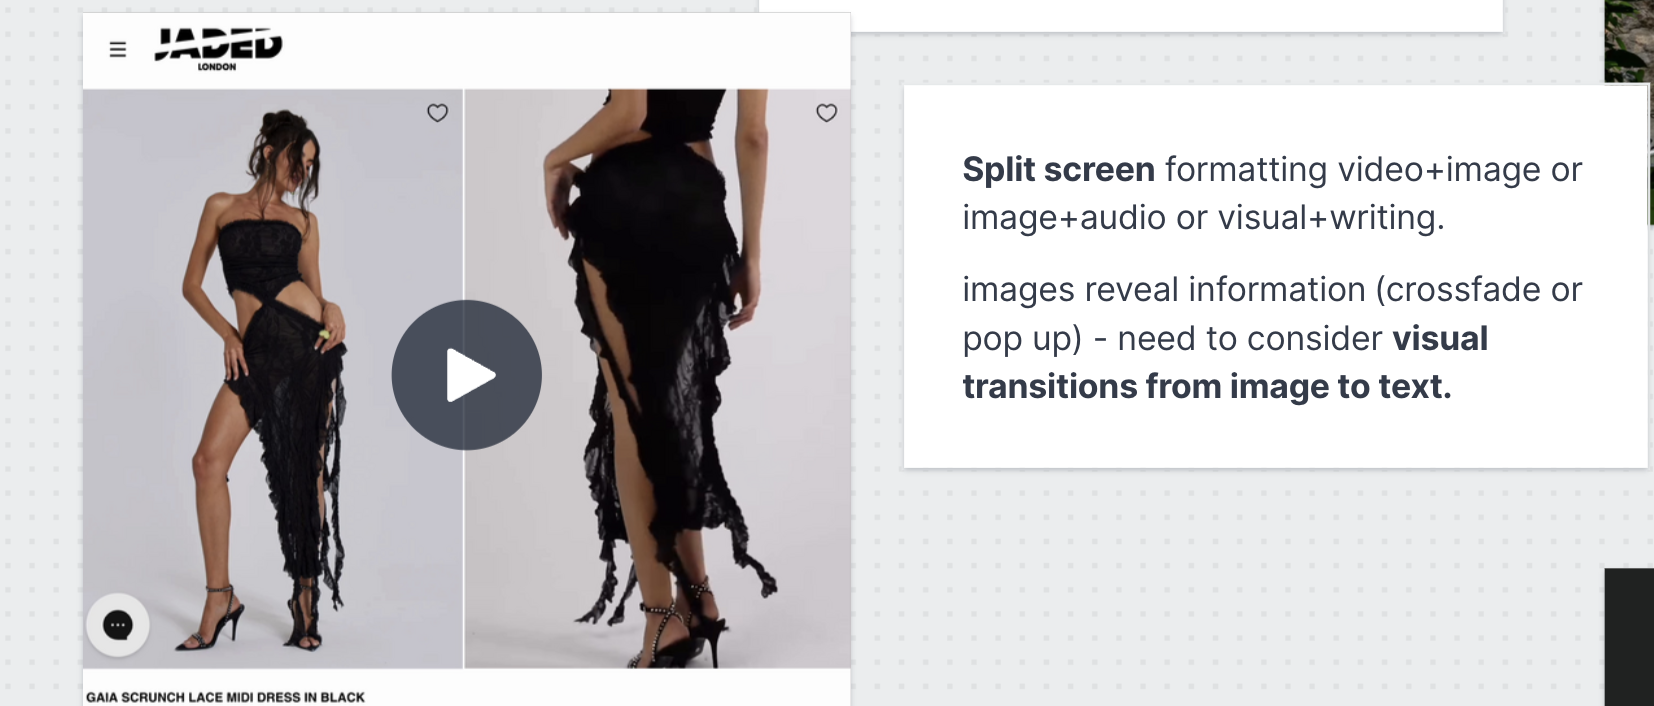 JADED
LONDON
Split screen formatting video+image or
image+audio or visual+writing.
images reveal information (crossfade or
pop up) - need to consider visual
transitions from image to text.
GAIA SCRUNCH LACE MIDI DRESS IN BLACK